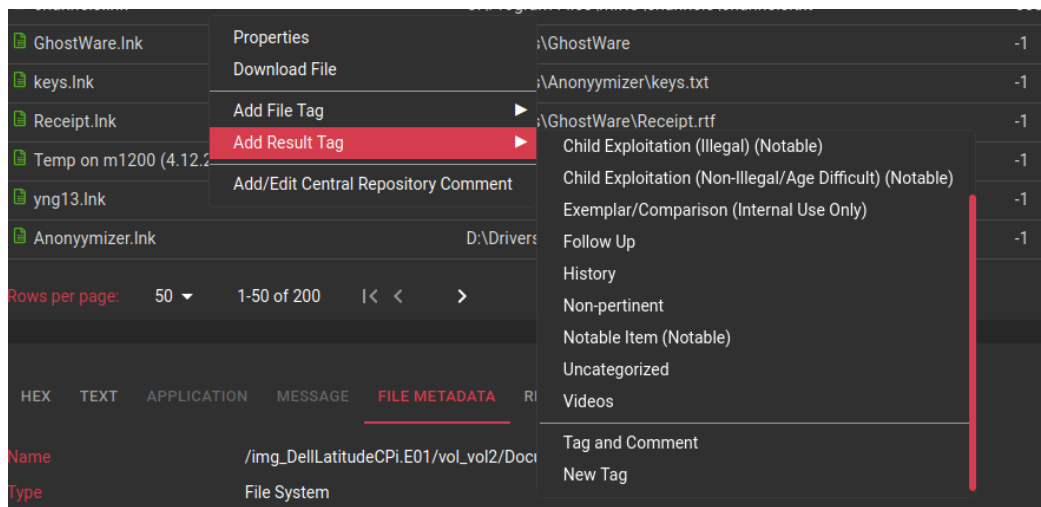 GhostWare.lnk
s\GhostWare
-1
keys.lnk
s\Anonyymizer\keys.txt
-1
Receipt.lnk
s\GhostWare\Receipt.rtf
-1
Temp on m1200 (4.12.2
-1
yng13.lnk
-1
Anonyymizer.lnk
D:\Drivers
-1
Properties
Download File
Add File Tag
Add Result Tag
Add/Edit Central Repository Comment
Child Exploitation (Illegal) (Notable)
Child Exploitation (Non-Illegal/Age Difficult) (Notable)
Exemplar/Comparison (Internal Use Only)
Follow Up
History
Non-pertinent
Notable Item (Notable)
Uncategorized
Videos
Tag and Comment
New Tag
Rows per page: 50 1-50 of 200
HEX TEXT APPLICATION MESSAGE FILE METADATA
Name /img_DellLatitudeCPi.E01/vol_vol2/Docu
Type File System